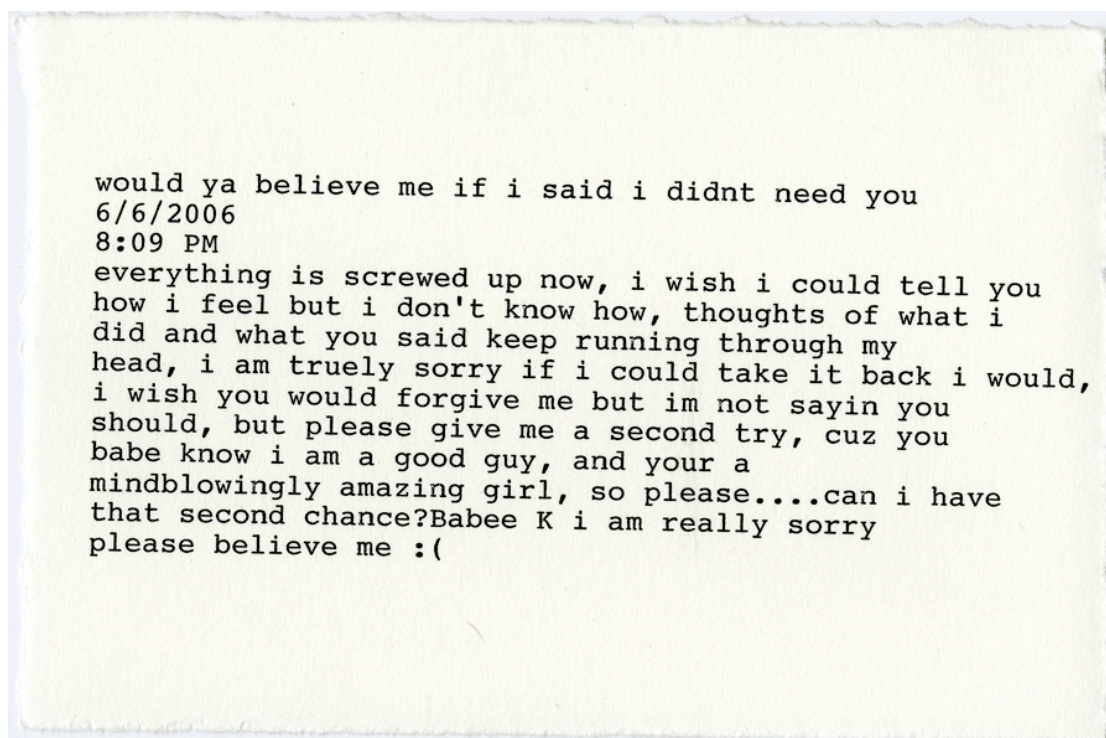 would ya believe me if i said i didnt need you
6/6/2006
8:09 PM
everything is screwed up now, i wish i could tell you
how i feel but i don't know how, thoughts of what i
did and what you said keep running through my
head, i am truely sorry if i could take it back i would,
i wish you would forgive me but im not sayin you
should, but please give me a second try, cuz you
babe know i am a good guy, and your a
mindblowingly amazing girl, so please....can i have
that second chance?Babee K i am really sorry
please believe me :(